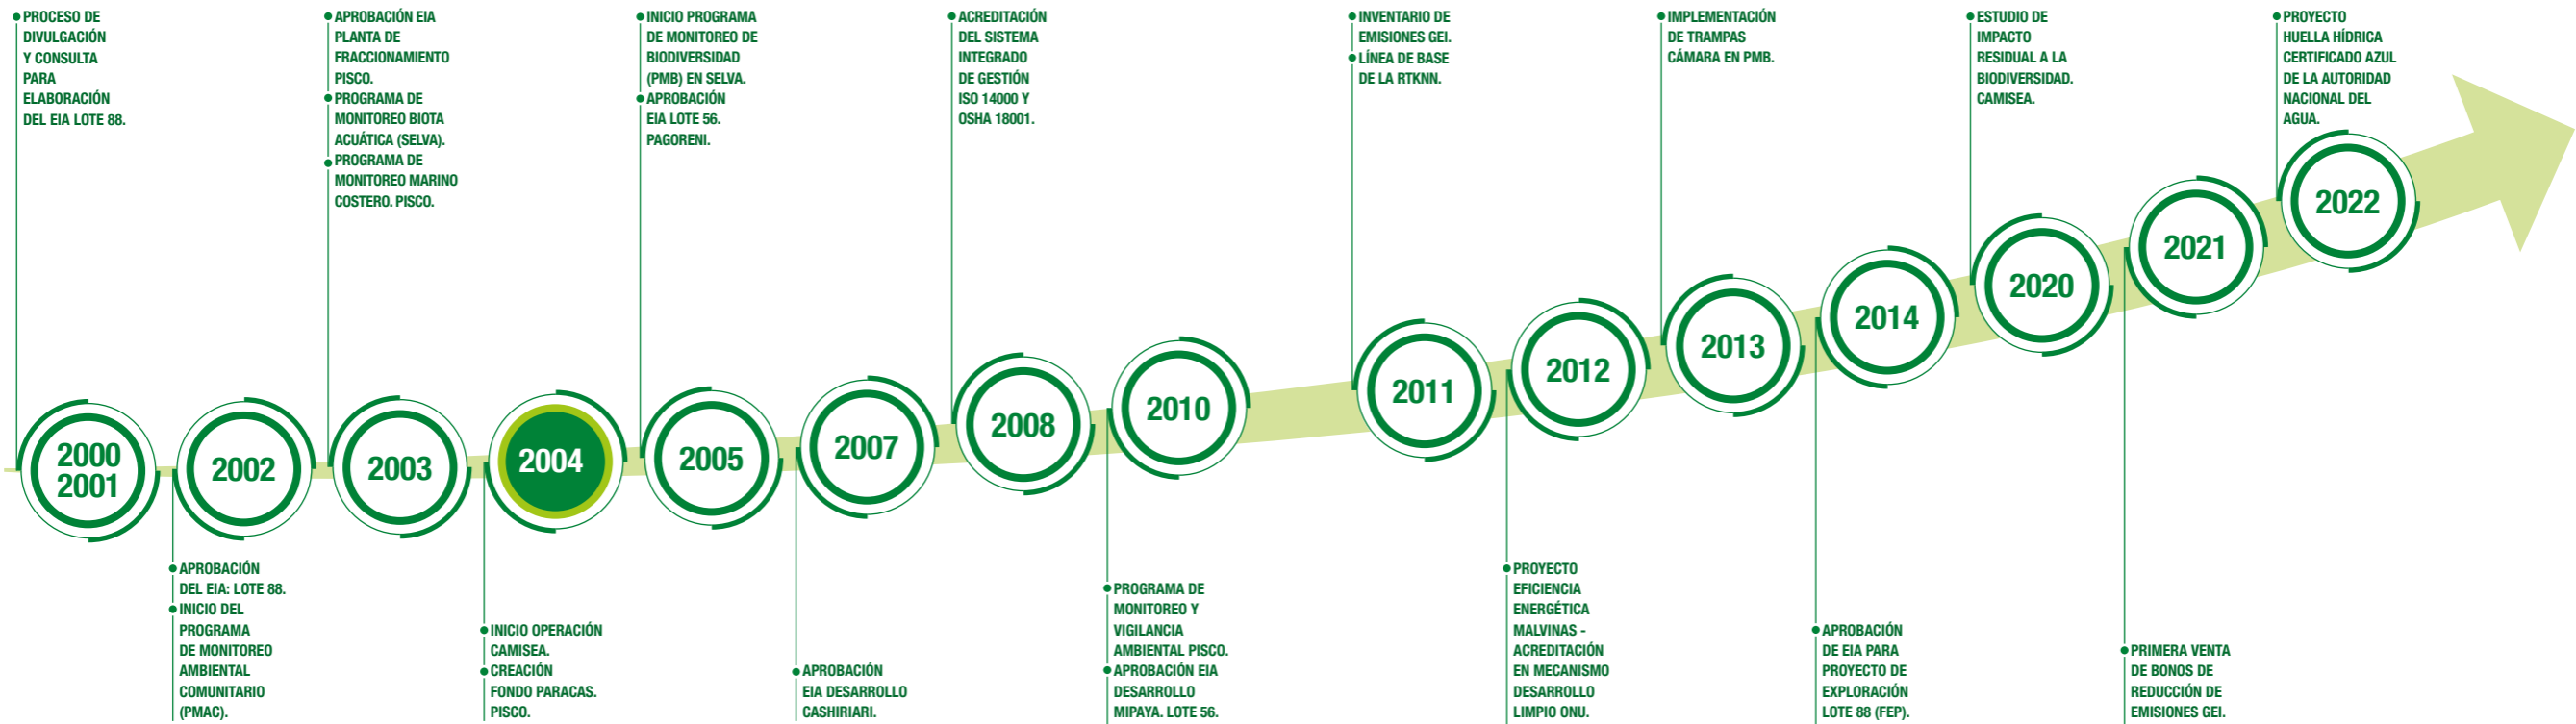 PROCESO DE
DIVULGACIÓN
Y CONSULTA
PARA
ELABORACIÓN
DEL EIA LOTE 88.
APROBACIÓN EIA
PLANTA DE
FRACCIONAMIENTO
PISCO.
PROGRAMA DE
MONITOREO BIOTA
ACUÁTICA (SELVA).
PROGRAMA DE
MONITOREO MARINO
COSTERO. PISCO.
INICIO PROGRAMA
DE MONITOREO DE
BIODIVERSIDAD
(PMB) EN SELVA.
APROBACIÓN
EIA LOTE 56.
PAGORENI.
ACREDITACIÓN
DEL SISTEMA
INTEGRADO
DE GESTIÓN
ISO 14000 Y
OSHA 18001.
INVENTARIO DE
EMISIONES GEI.
LÍNEA DE BASE
DE LA RTKNN.
IMPLEMENTACIÓN
DE TRAMPAS
CÁMARA EN PMB.
ESTUDIO DE
IMPACTO
RESIDUAL A LA
BIODIVERSIDAD.
CAMISEA.
PROYECTO
HUELLA HÍDRICA
CERTIFICADO AZUL
DE LA AUTORIDAD
NACIONAL DEL
AGUA.
2000
2001
2002
2003
2004
2005
2007
2008
2010
2011
2012
2013
2014
2020
2021
2022
APROBACIÓN
DEL EIA: LOTE 88.
INICIO DEL
PROGRAMA
DE MONITOREO
AMBIENTAL
COMUNITARIO
(PMAC).
INICIO OPERACIÓN
CAMISEA.
CREACIÓN
FONDO PARACAS.
PISCO.
APROBACIÓN
EIA DESARROLLO
CASHIRIARI.
PROGRAMA DE
MONITOREO Y
VIGILANCIA
AMBIENTAL PISCO.
APROBACIÓN EIA
DESARROLLO
MIPAYA. LOTE 56.
PROYECTO
EFICIENCIA
ENERGÉTICA
MALVINAS -
ACREDITACIÓN
EN MECANISMO
DESARROLLO
LIMPIO ONU.
APROBACIÓN
DE EIA PARA
PROYECTO DE
EXPLORACIÓN
LOTE 88 (FEP).
PRIMERA VENTA
DE BONOS DE
REDUCCIÓN DE
EMISIONES GEI.